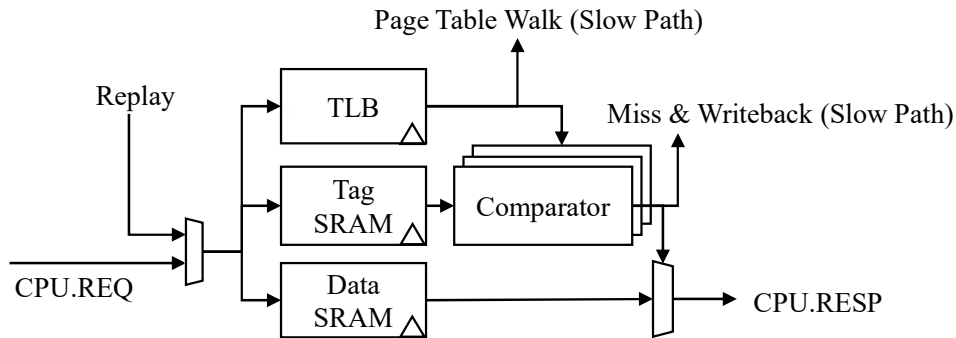 Page Table Walk (Slow Path)
Replay
TLB
Miss & Writeback (Slow Path)
Tag
SRAM
Comparator
CPU.REQ
Data
SRAM
CPU.RESP